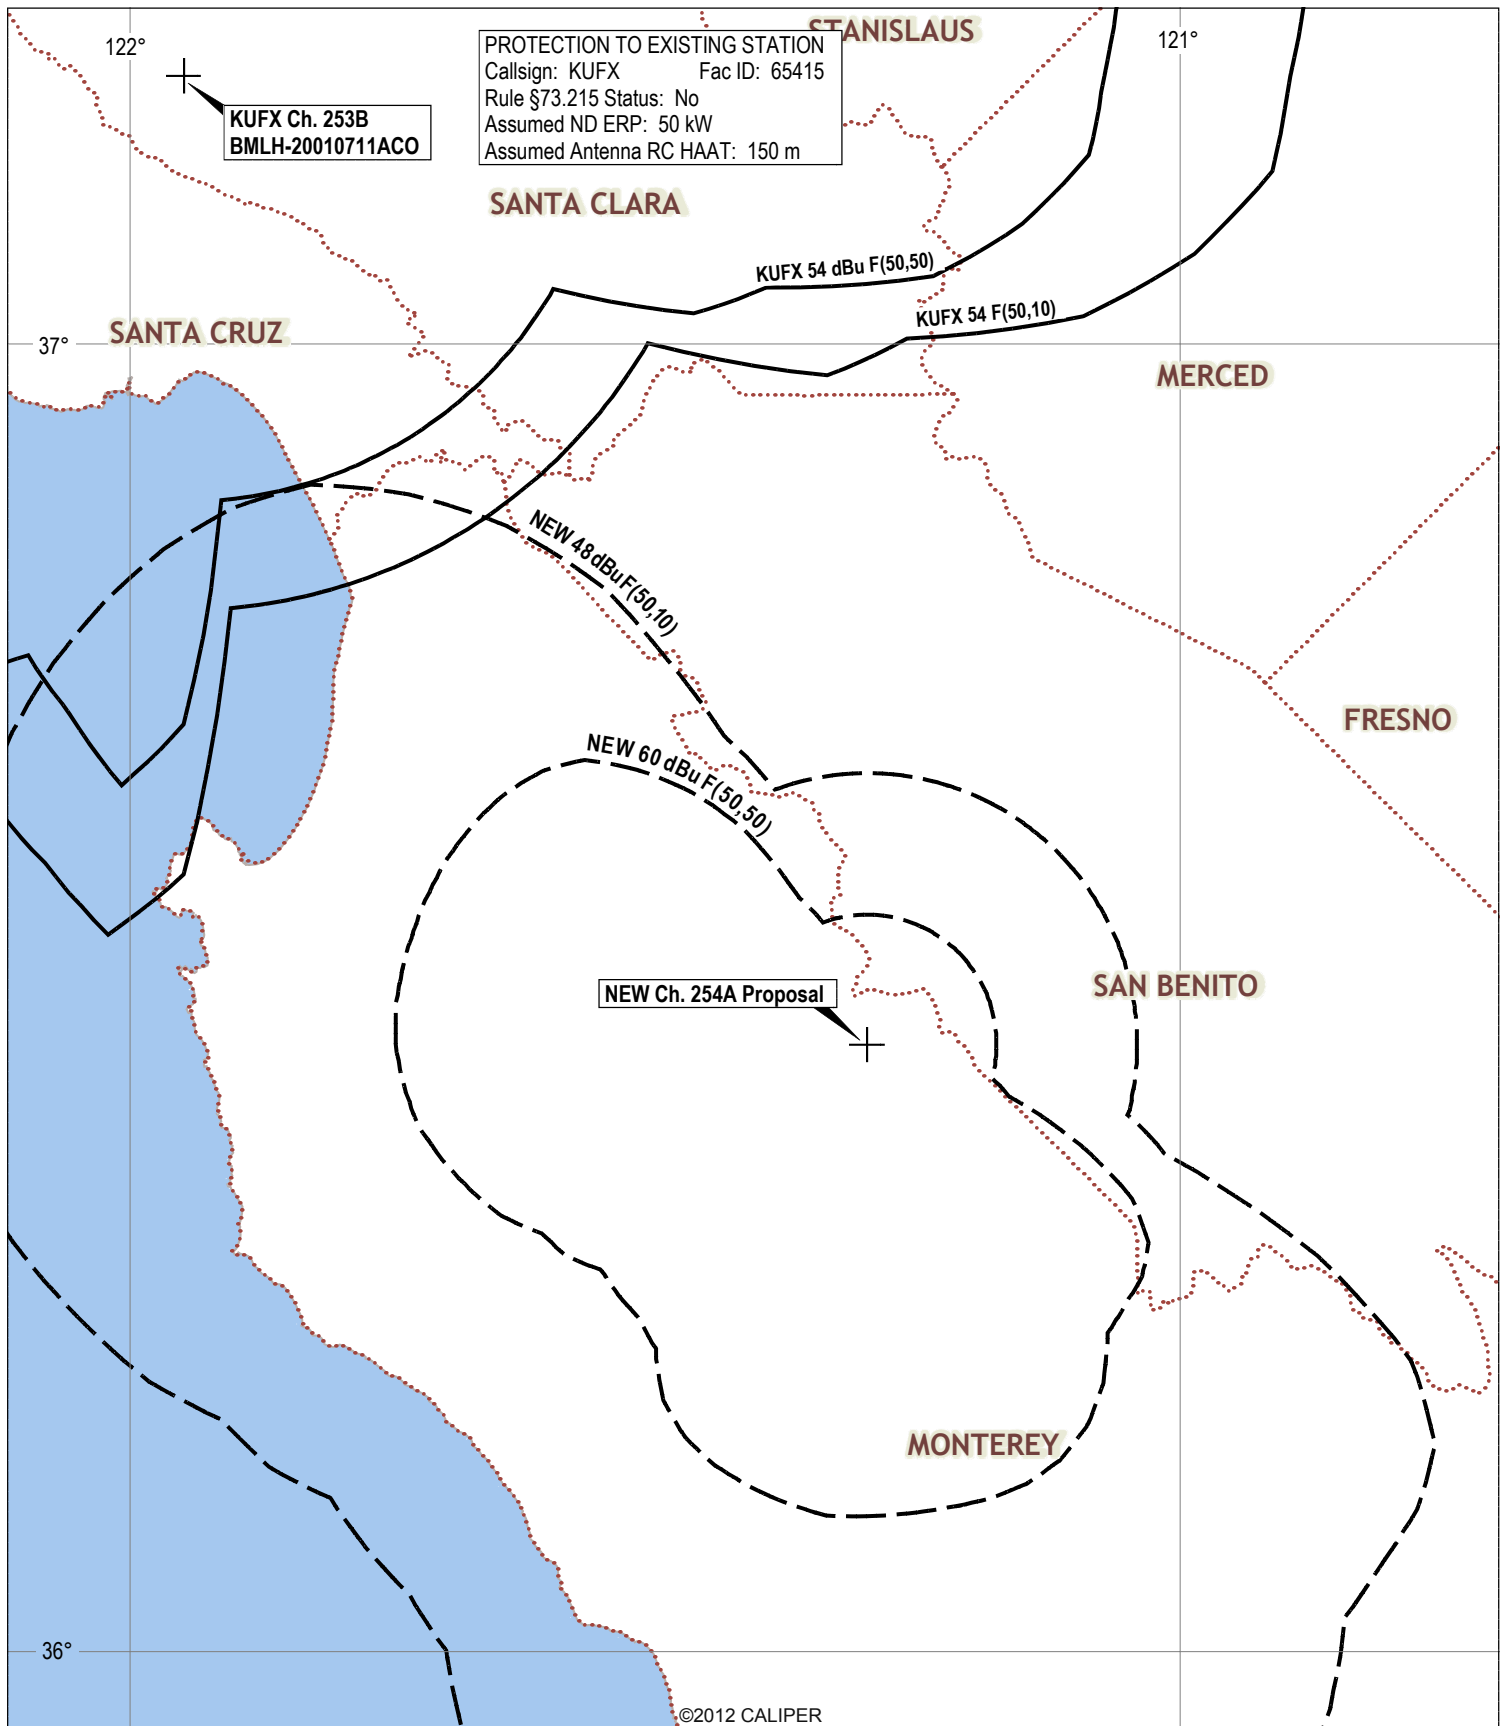 STANISLAUS
122°
121°
PROTECTION TO EXISTING STATION
Callsign: KUFX Fac ID: 65415
Rule §73.215 Status: No
Assumed ND ERP: 50 kW
Assumed Antenna RC HAAT: 150 m
KUFX Ch. 253B
BMLH-20010711ACO
SANTA CLARA
KUFX 54 dBu F(50,50)
KUFX 54 F(50,10)
SANTA CRUZ
37°
MERCED
NEW 48 dBu F(50,10)
FRESNO
NEW 60 dBu F(50,50)
SAN BENITO
NEW Ch. 254A Proposal
MONTEREY
36°
©2012 CALIPER